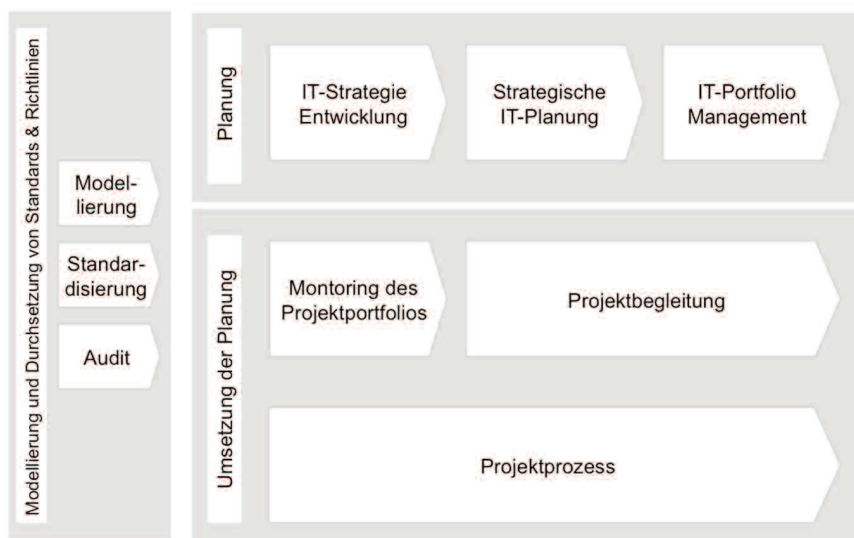 Modellierung und Durchsetzung von Standards & Richtlinien
Model-
lierung
Standar-
disierung
Audit
Planung
IT-Strategie
Entwicklung
Strategische
IT-Planung
IT-Portfolio
Management
Umsetzung der Planung
Montoring des
Projektportfolios
Projektbegleitung
Projektprozess